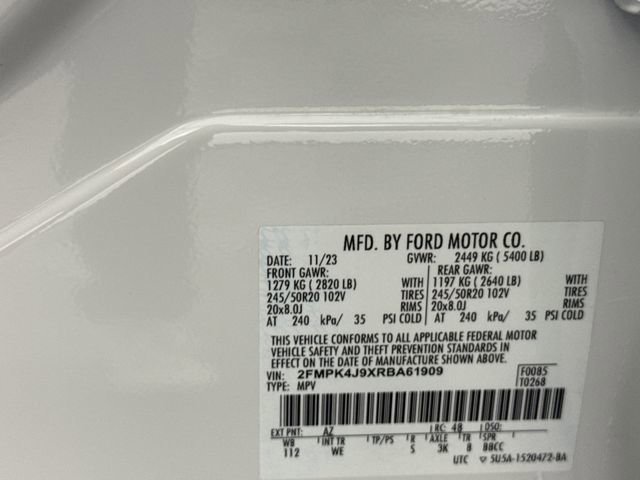 MFD. BY FORD MOTOR CO.
DATE: 11/23 GVWR: 2449 KG ( 5400 LB)
FRONT GAWR: REAR GAWR:
1279 KG ( 2820 LB) WITH 1197 KG ( 2640 LB) WITH
245/50R20 102V TIRES 245/50R20 102V TIRES
20x8.0J RIMS 20x8.0J RIMS
AT 240 kPa/ 35 PSI COLD AT 240 kPa/ 35 PSI COLD
THIS VEHICLE CONFORMS TO ALL APPLICABLE FEDERAL MOTOR
VEHICLE SAFETY AND THEFT PREVENTION STANDARDS IN
EFFECT ON THE DATE OF MANUFACTURE SHOWN ABOVE.
VIN: 2FMPK4J9XRBA61909 F0085
TYPE: MPV T0268
EXT PNT: AZ RC: 48 DSO:
WB INT TR TP/PS R AXLE TR SPR
112 WE S 3K 8 BBCC
UTC 5U5A-1520472-BA